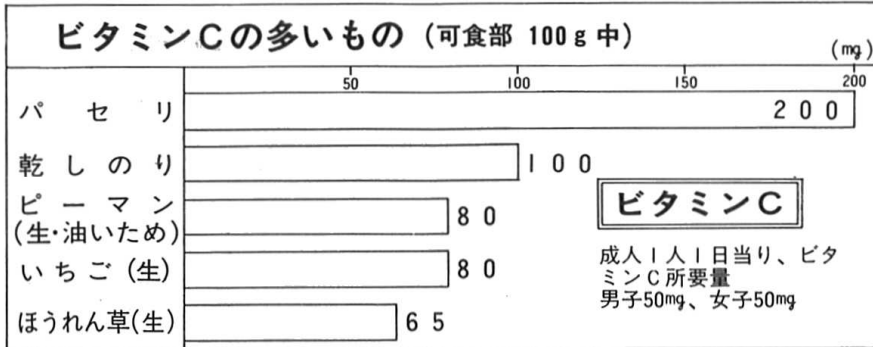 ビタミンCの多いもの (可食部 100g中)
(mg)
50 100 150 200
パセリ 200
乾しのり 100
ピーマン
(生・油いため) 80
いちご(生) 80
ほうれん草(生) 65
ビタミンC
成人1人1日当り、ビタ
ミンC所要量
男子50mg、女子50mg